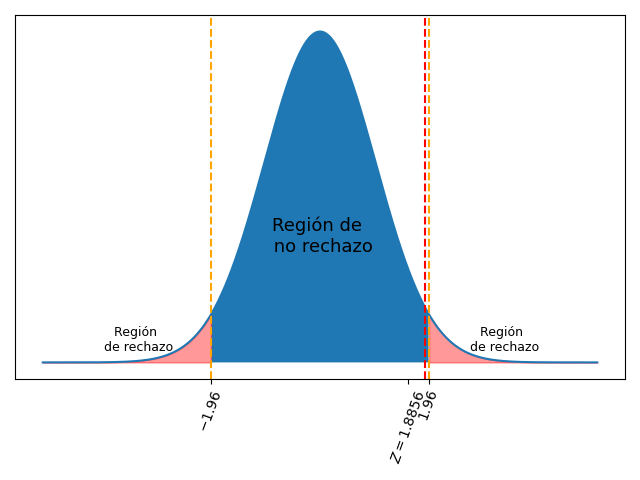 Región de
no rechazo
Región
de rechazo
Región
de rechazo
−1.96
Z = 1.8856
1.96